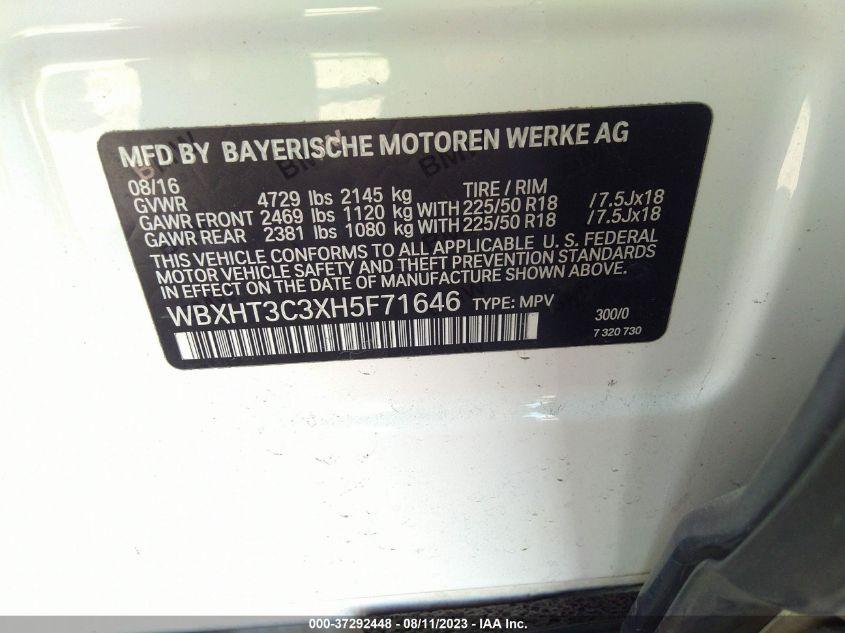 MFD BY BAYERISCHE MOTOREN WERKE AG
08/16 TIRE / RIM
GVWR 4729 lbs 2145 kg
GAWR FRONT 2469 lbs 1120 kg WITH 225/50 R18 /7.5Jx18
GAWR REAR 2381 lbs 1080 kg WITH 225/50 R18 /7.5Jx18
THIS VEHICLE CONFORMS TO ALL APPLICABLE U. S. FEDERAL
MOTOR VEHICLE SAFETY AND THEFT PREVENTION STANDARDS
IN EFFECT ON THE DATE OF MANUFACTURE SHOWN ABOVE.
WBXHT3C3XH5F71646 TYPE: MPV 300/0
7 320 730
000-37292448 - 08/11/2023 - IAA Inc.